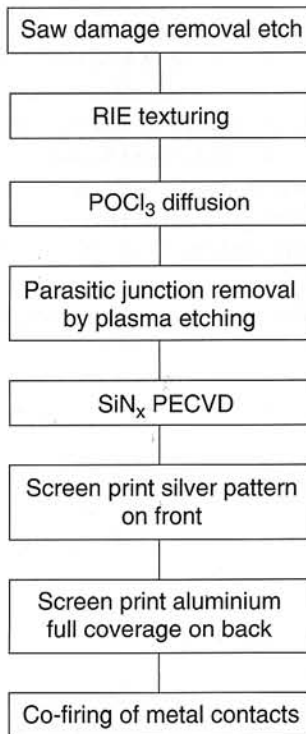 Saw damage removal etch
RIE texturing
POCl₃ diffusion
Parasitic junction removal
by plasma etching
SiNₓ PECVD
Screen print silver pattern
on front
Screen print aluminium
full coverage on back
Co-firing of metal contacts